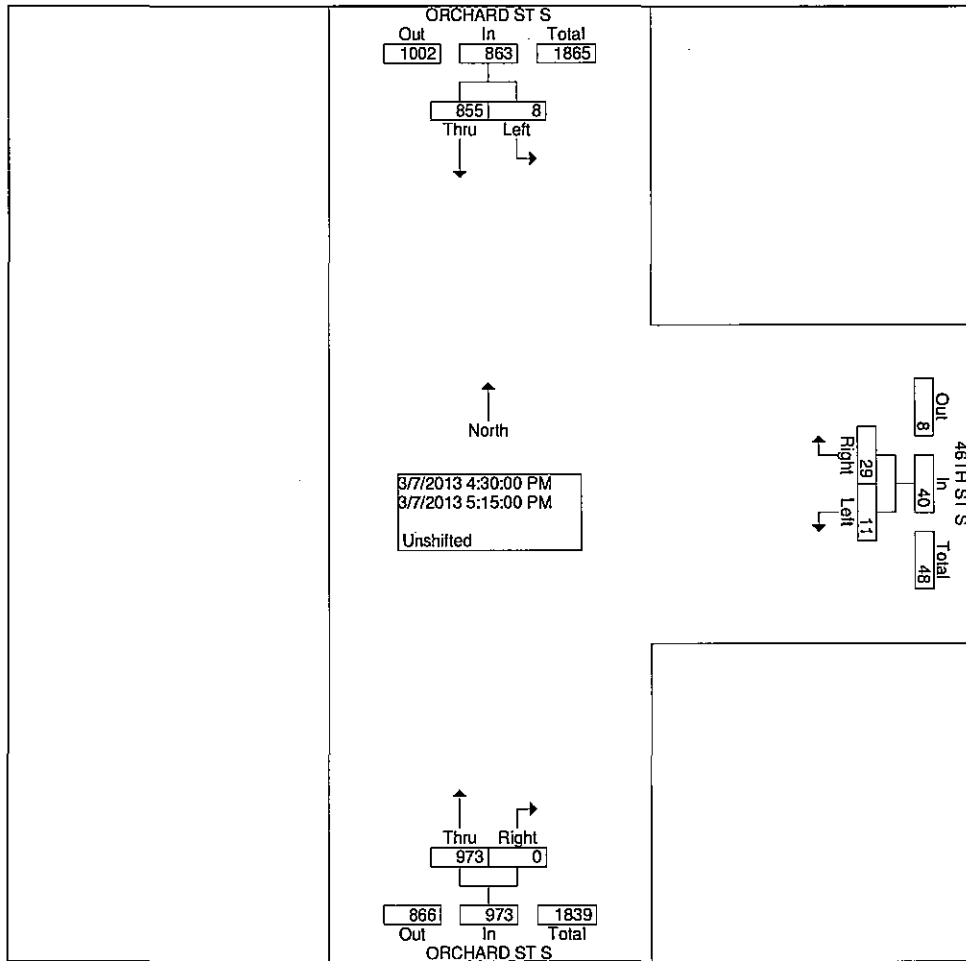 ORCHARD ST S
Out In Total
1002 863 1865
855 8
Thru Left
North
3/7/2013 4:30:00 PM
3/7/2013 5:15:00 PM
Unshifted
46TH ST S
Out In Total
8 40 48
29 11
Right Left
Thru Right
973 0
866 973 1839
Out In Total
ORCHARD ST S